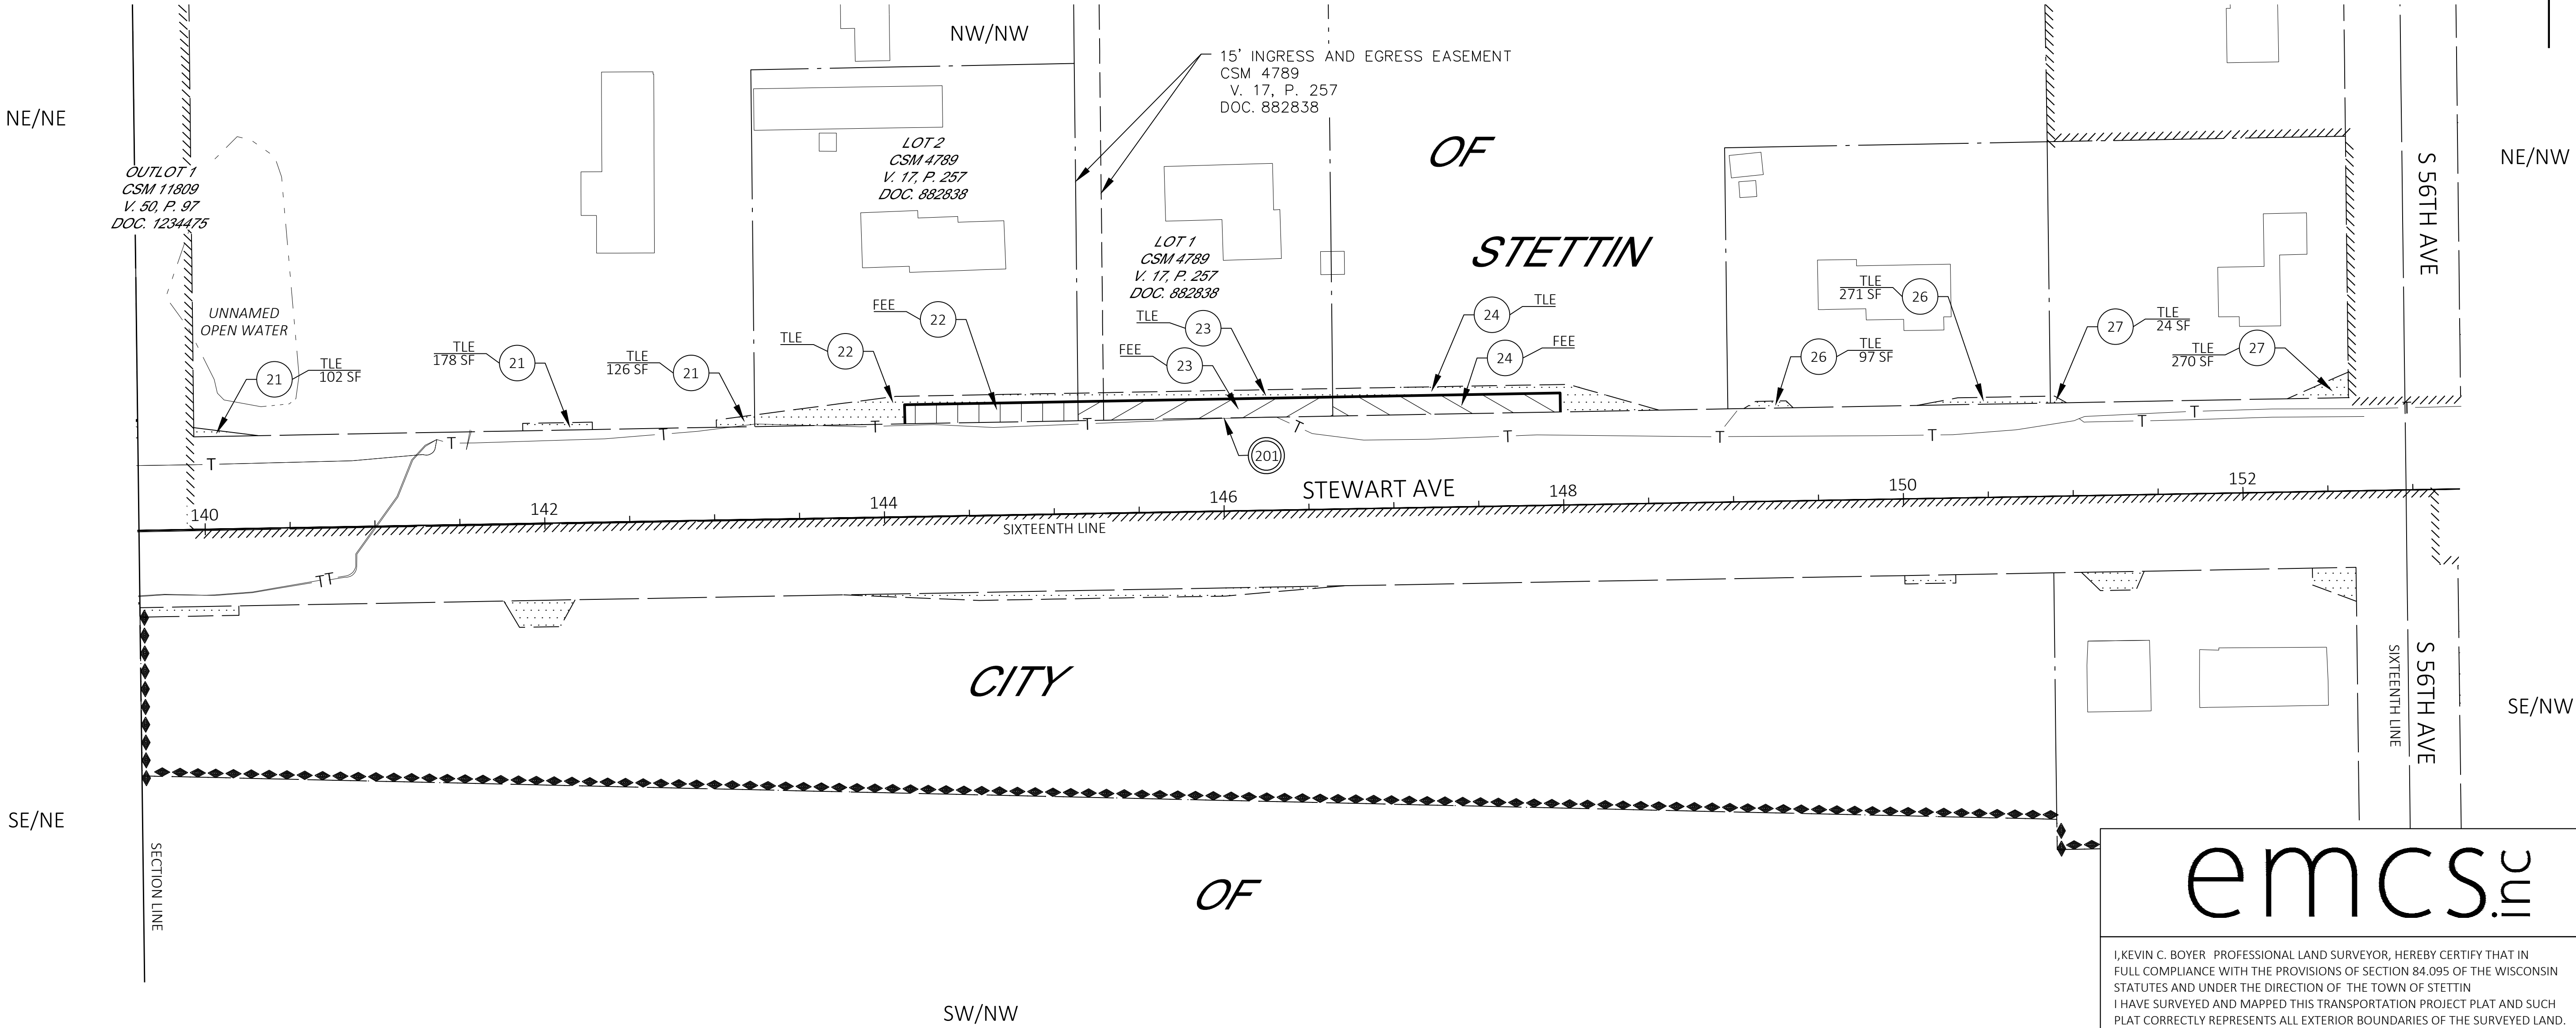 NW/NW
15' INGRESS AND EGRESS EASEMENT
CSM 4789
V. 17, P. 257
DOC. 882838
NE/NE
OF
NE/NW
S 56TH AVE
LOT 2
CSM 4789
V. 17, P. 257
DOC. 882838
OUTLOT 1
CSM 11809
V. 50, P. 97
DOC. 1234475
STETTIN
LOT 1
CSM 4789
V. 17, P. 257
DOC. 882838
UNNAMED
OPEN WATER
21
TLE
102 SF
TLE
178 SF
21
TLE
126 SF
21
TLE
22
FEE
22
TLE
23
FEE
23
24
TLE
24
FEE
TLE
271 SF
26
26
TLE
97 SF
27
TLE
24 SF
TLE
270 SF
27
T
T
T
T
T
T
T
T
T
T
T
201
STEWART AVE
140
142
144
146
148
150
152
SIXTEENTH LINE
TT
CITY
SIXTEENTH LINE
S 56TH AVE
SE/NW
SE/NE
SECTION LINE
OF
SW/NW
emcs.inc
I,KEVIN C. BOYER PROFESSIONAL LAND SURVEYOR, HEREBY CERTIFY THAT IN
FULL COMPLIANCE WITH THE PROVISIONS OF SECTION 84.095 OF THE WISCONSIN
STATUTES AND UNDER THE DIRECTION OF THE TOWN OF STETTIN
I HAVE SURVEYED AND MAPPED THIS TRANSPORTATION PROJECT PLAT AND SUCH
PLAT CORRECTLY REPRESENTS ALL EXTERIOR BOUNDARIES OF THE SURVEYED LAND.